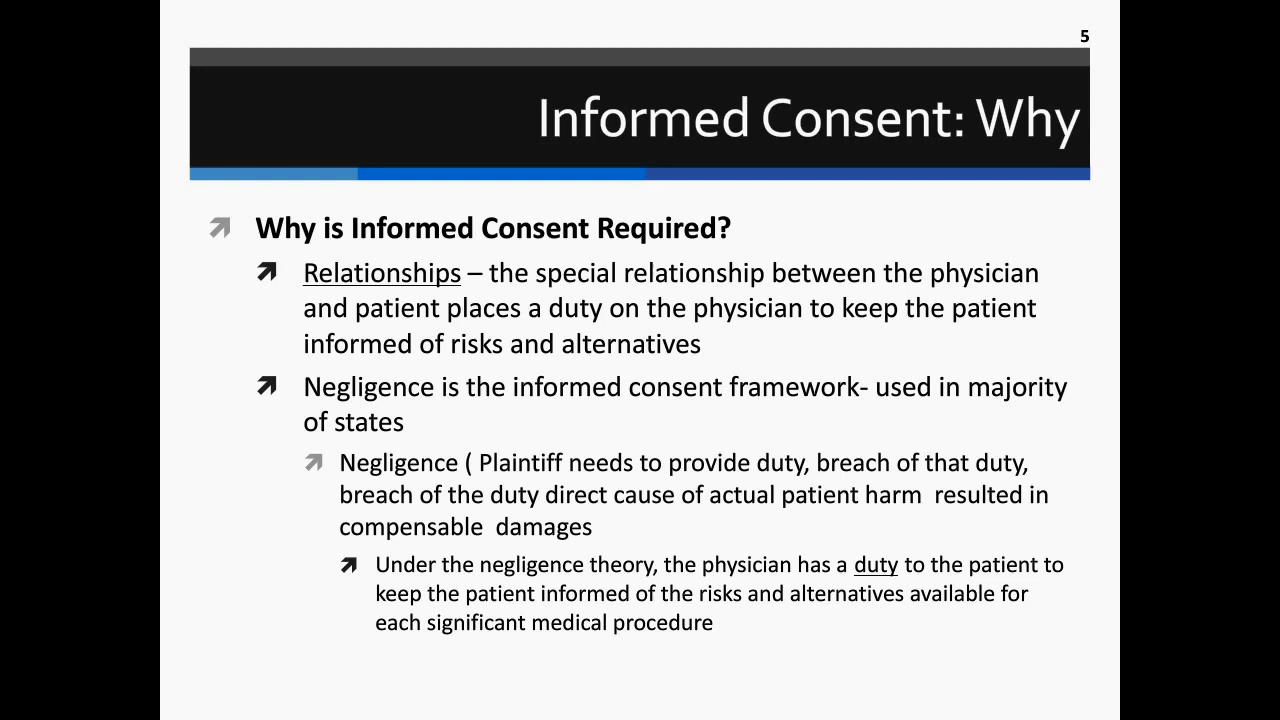 5
Informed Consent: Why
Why is Informed Consent Required?
Relationships – the special relationship between the physician
and patient places a duty on the physician to keep the patient
informed of risks and alternatives
Negligence is the informed consent framework- used in majority
of states
Negligence ( Plaintiff needs to provide duty, breach of that duty,
breach of the duty direct cause of actual patient harm  resulted in
compensable  damages
Under the negligence theory, the physician has a duty to the patient to
keep the patient informed of the risks and alternatives available for
each significant medical procedure